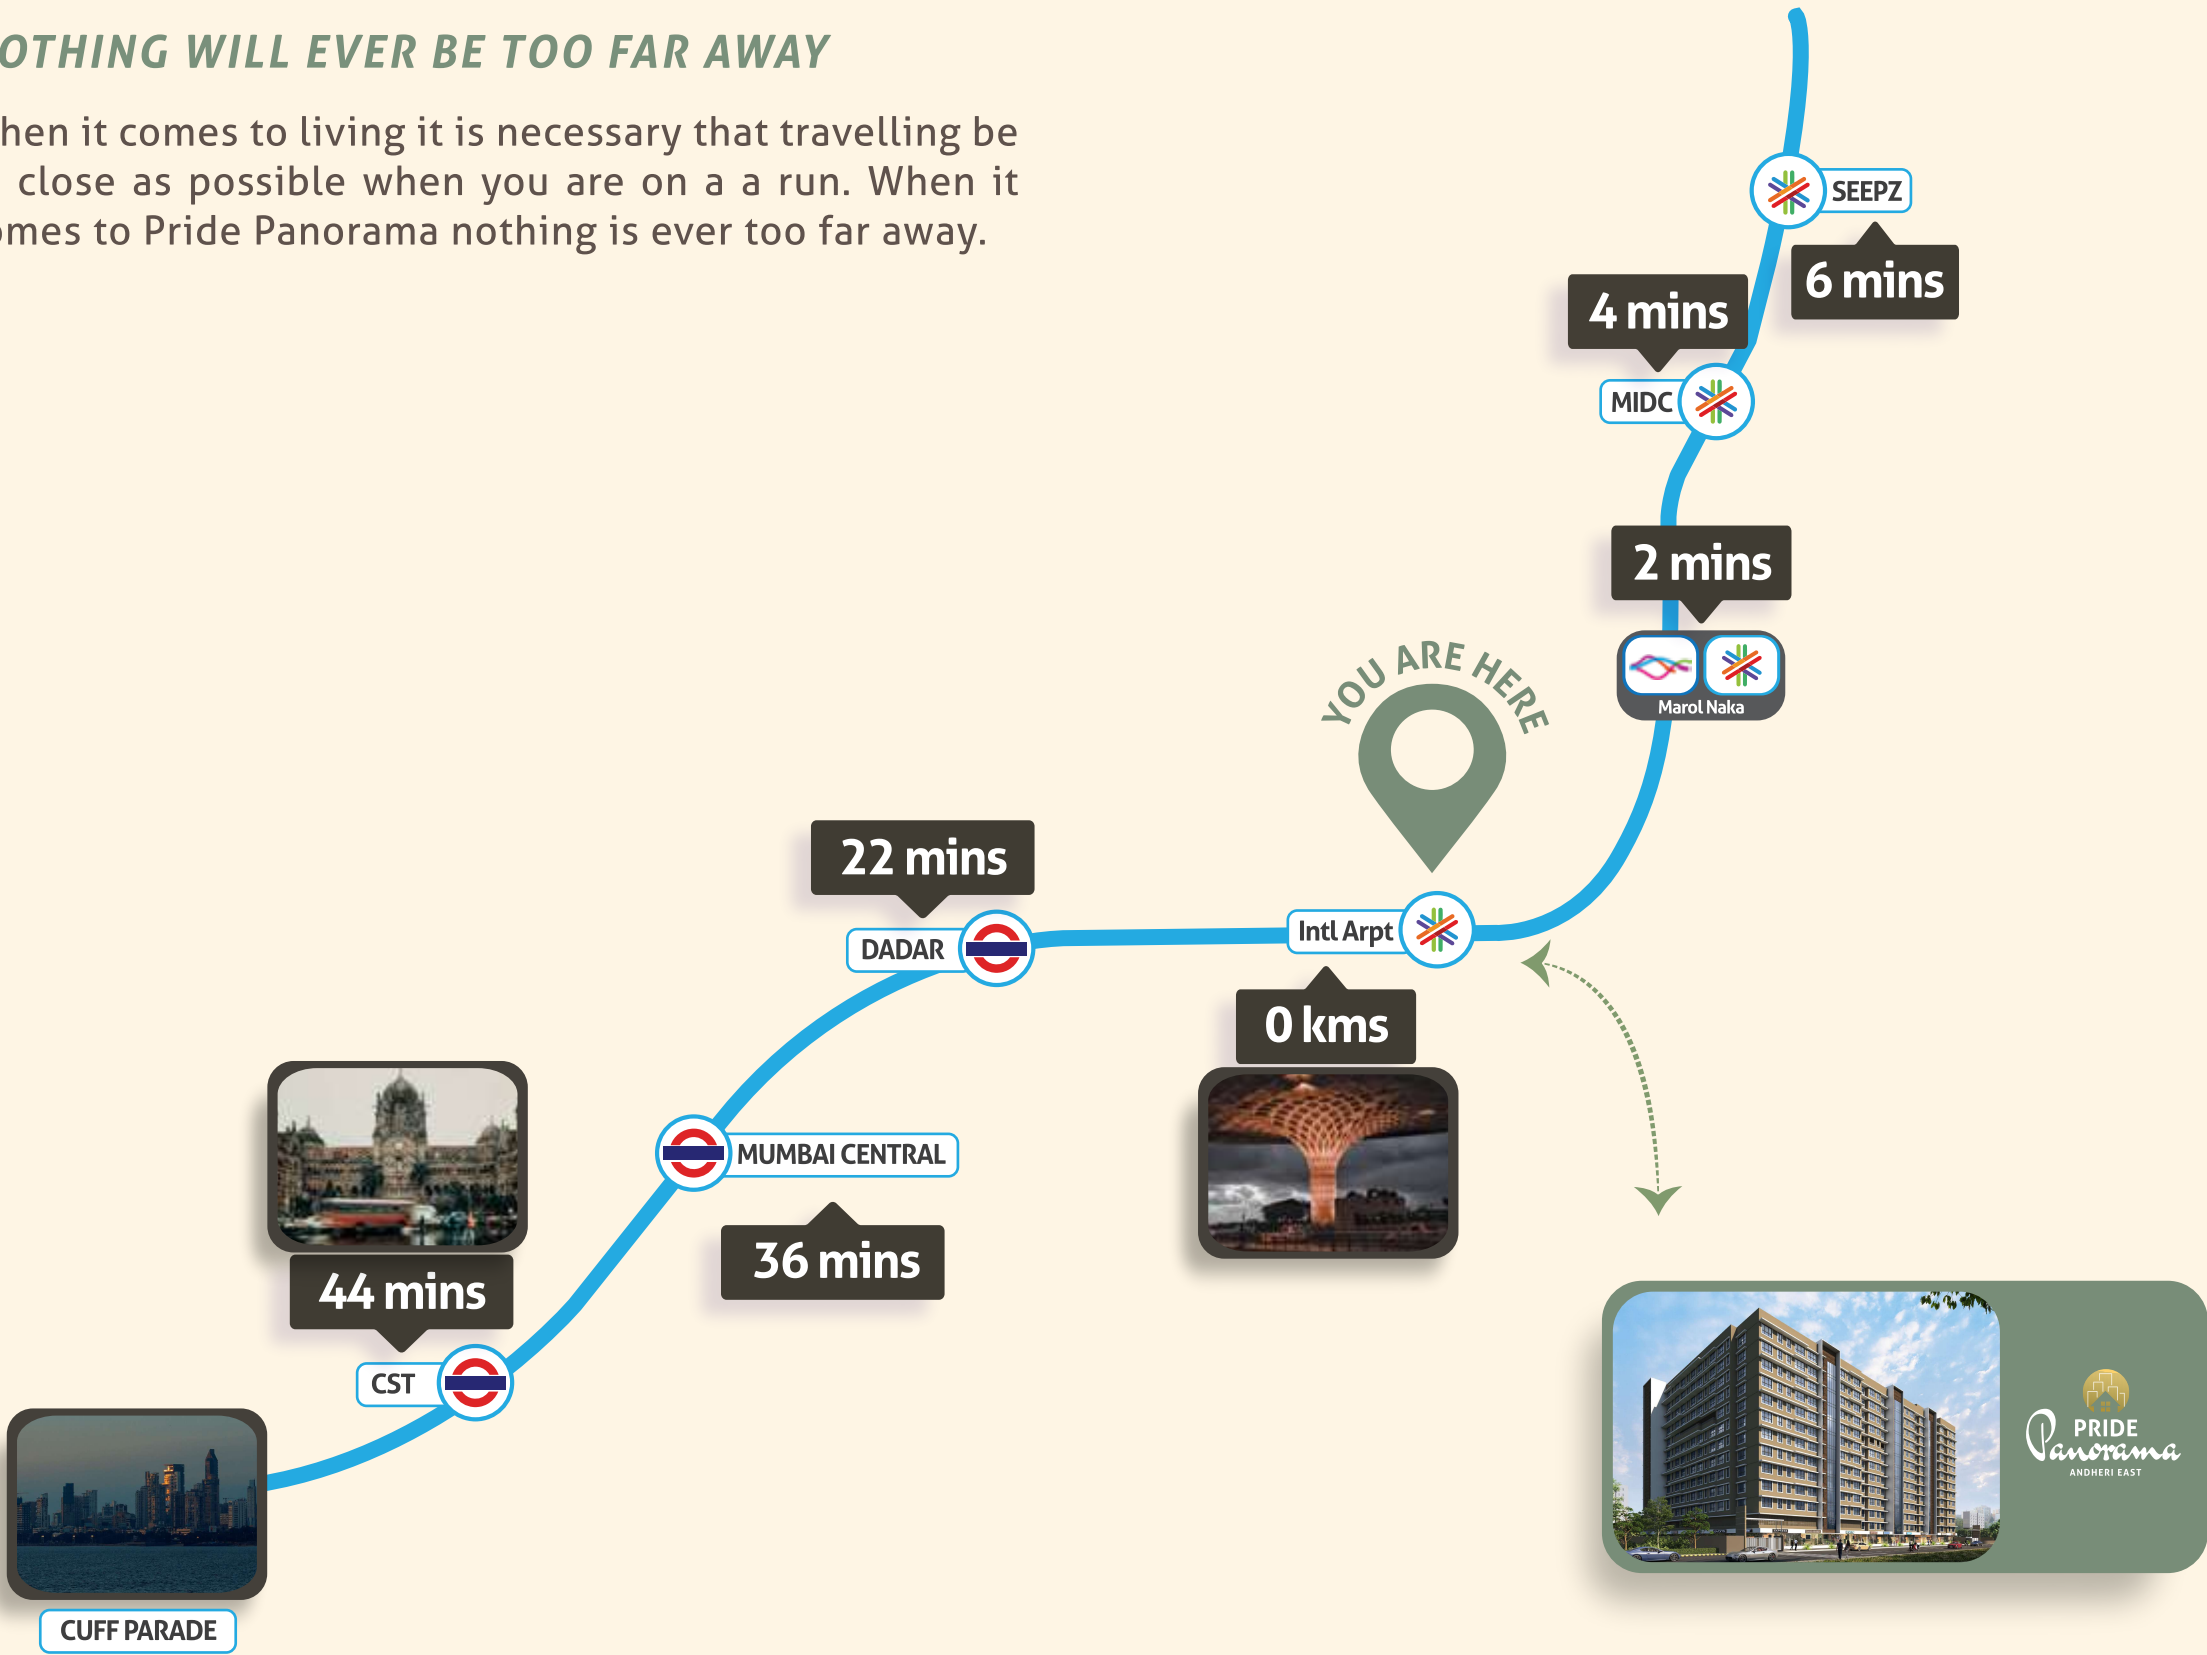 OTHING WILL EVER BE TOO FAR AWAY
hen it comes to living it is necessary that travelling be
close as possible when you are on a a run. When it
omes to Pride Panorama nothing is ever too far away.
SEEPZ
6 mins
4 mins
MIDC
2 mins
Marol Naka
YOU ARE HERE
22 mins
DADAR
Intl Arpt
0 kms
MUMBAI CENTRAL
36 mins
44 mins
CST
CUFF PARADE
PRIDE
Panorama
ANDHERI EAST